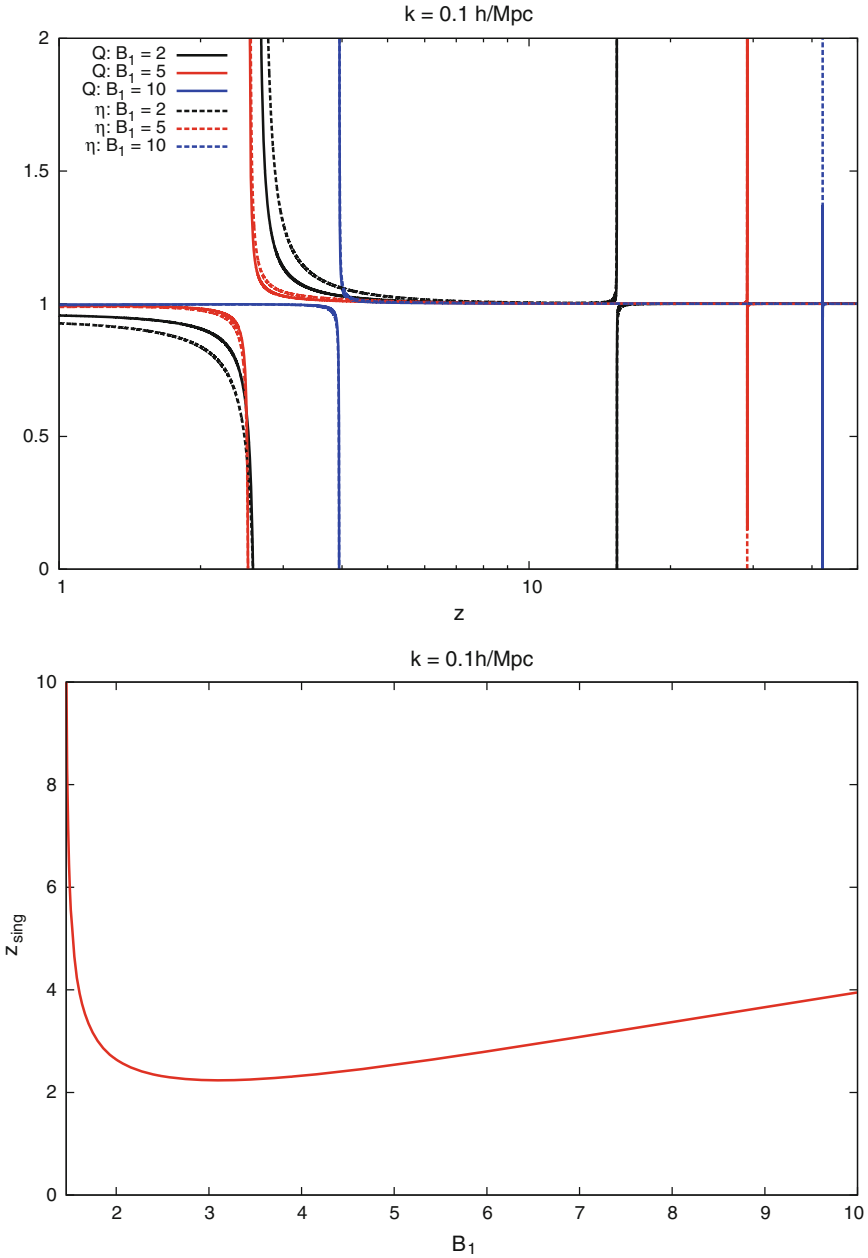 k = 0.1 h/Mpc
2
1.5
1
0.5
0
Q: B1 = 2
Q: B1 = 5
Q: B1 = 10
η: B1 = 2
η: B1 = 5
η: B1 = 10
1
10
z
k = 0.1h/Mpc
10
8
6
4
2
0
zsing
2
3
4
5
6
7
8
9
10
B1